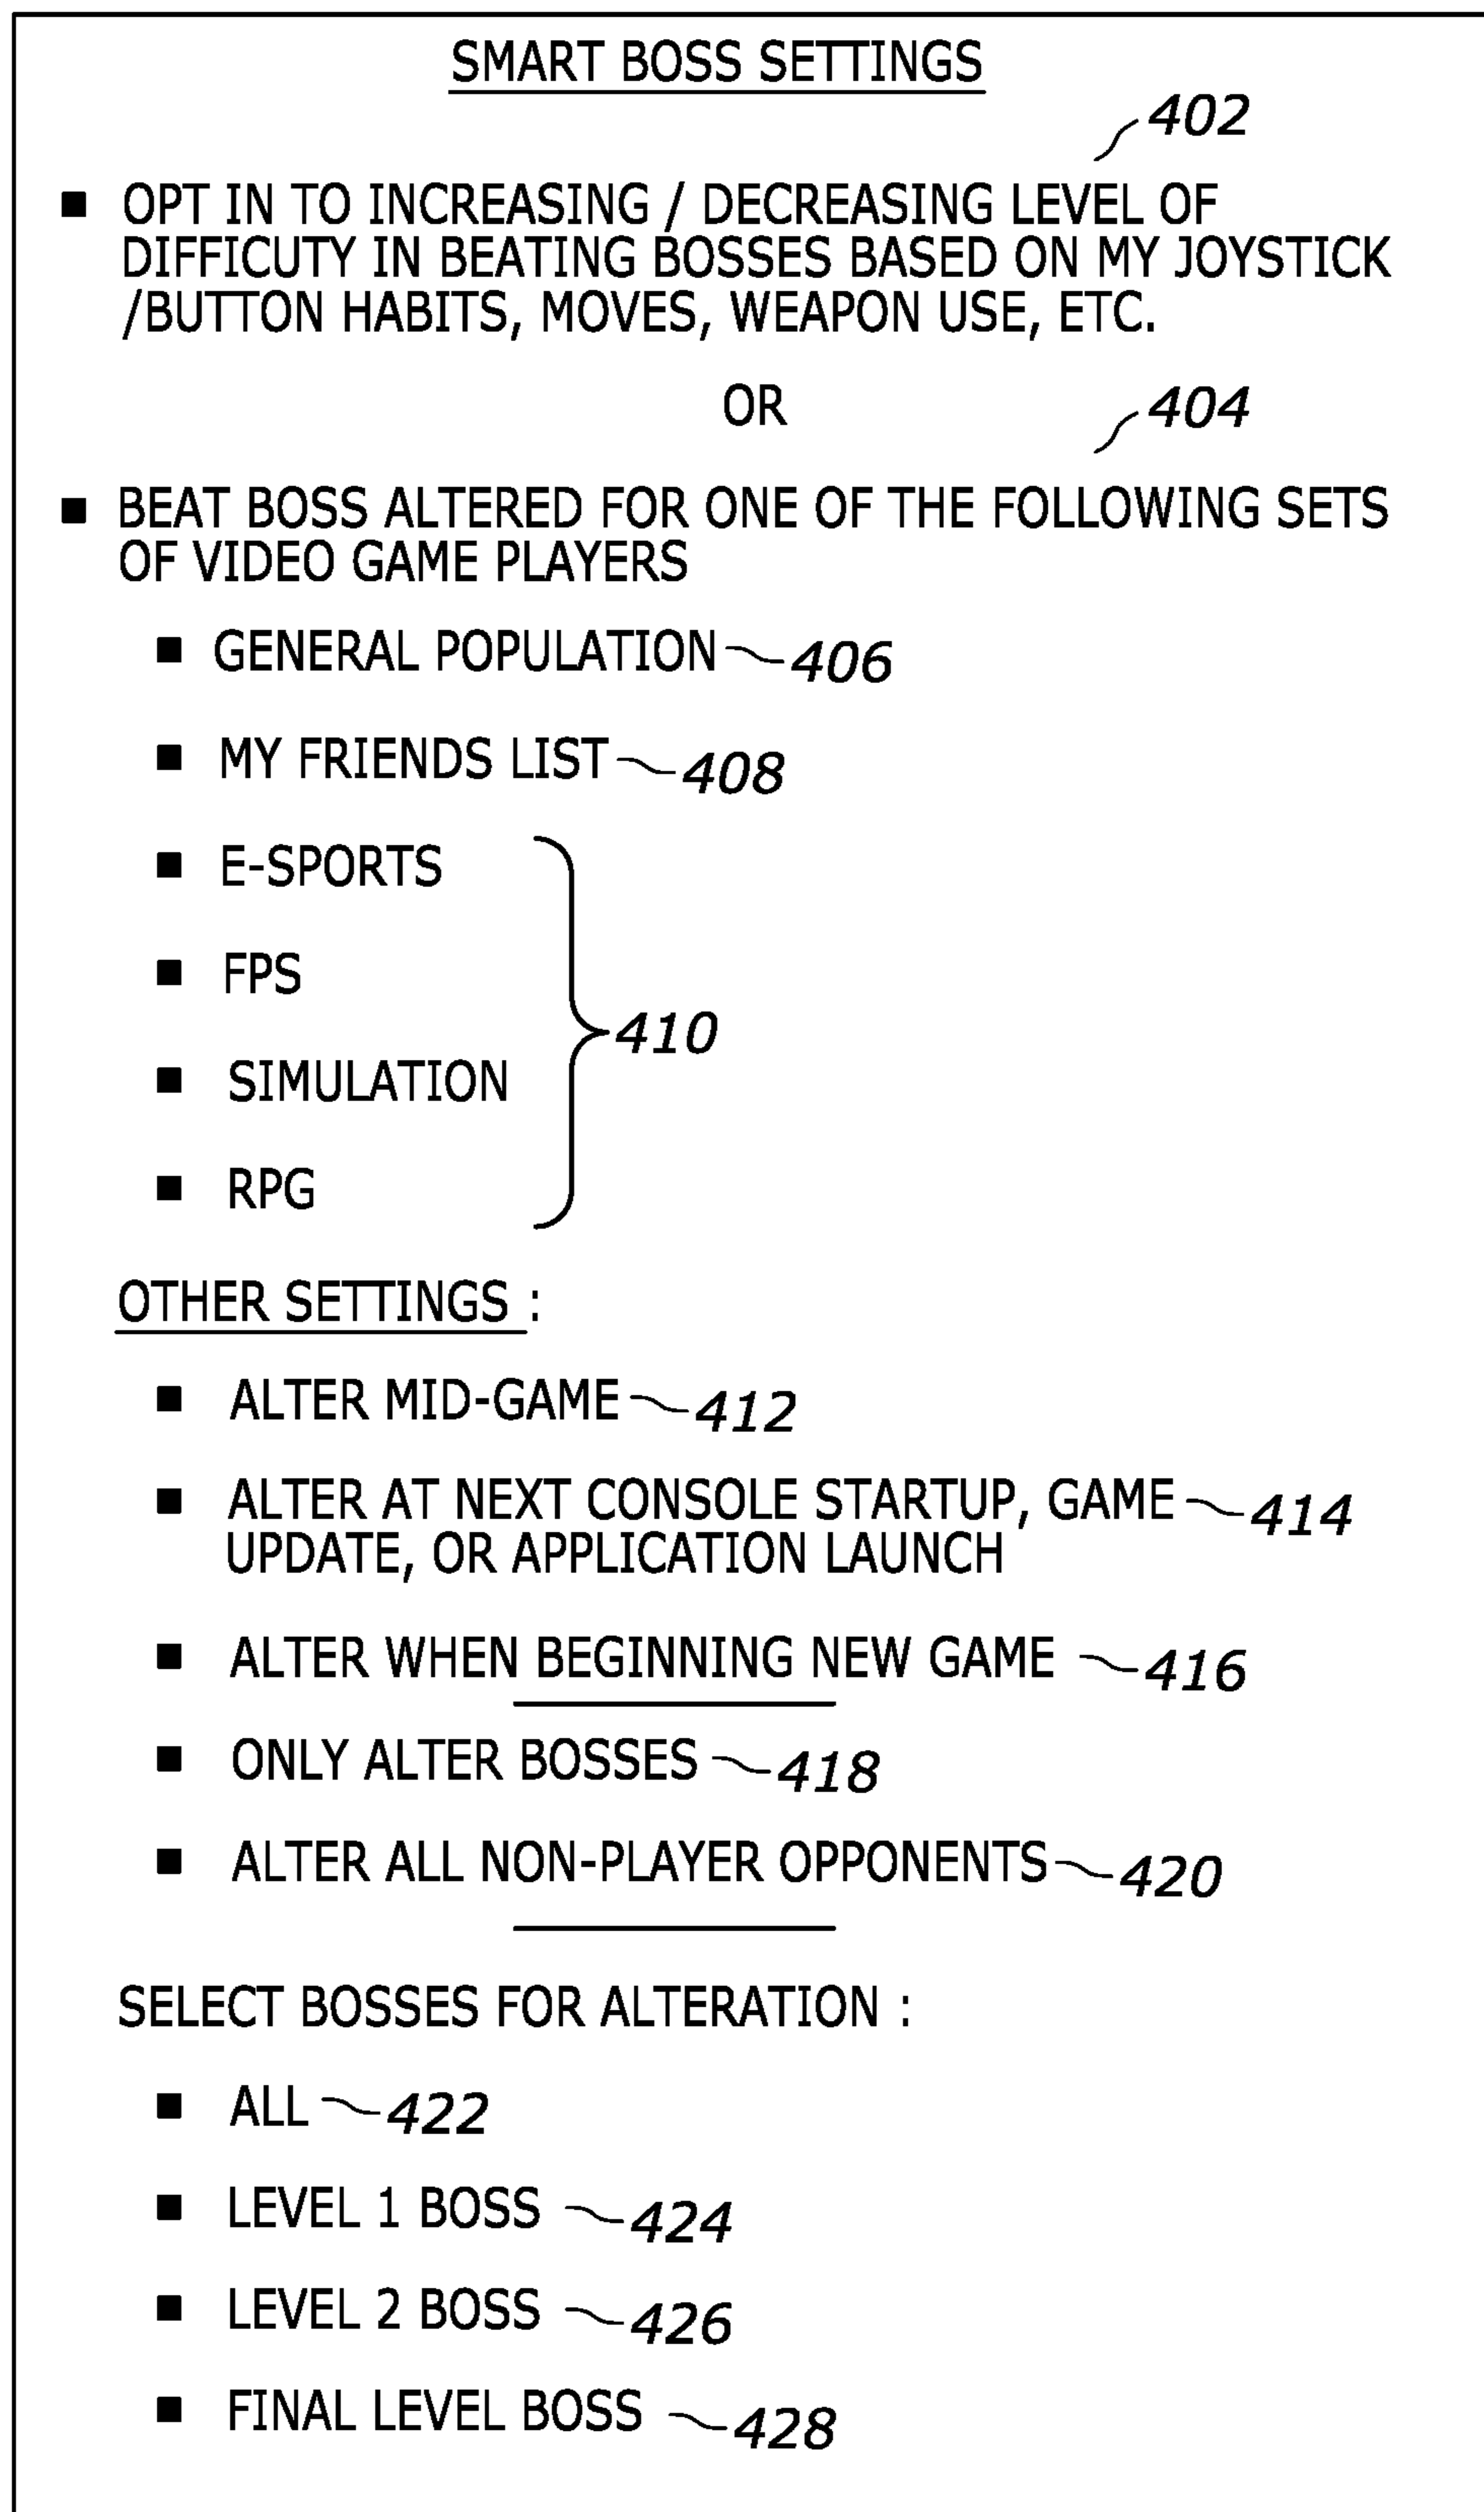 SMART BOSS SETTINGS
402
OPT IN TO INCREASING / DECREASING LEVEL OF
DIFFICUTY IN BEATING BOSSES BASED ON MY JOYSTICK
/BUTTON HABITS, MOVES, WEAPON USE, ETC.
OR
404
BEAT BOSS ALTERED FOR ONE OF THE FOLLOWING SETS
OF VIDEO GAME PLAYERS
GENERAL POPULATION 406
MY FRIENDS LIST 408
E-SPORTS
FPS
410
SIMULATION
RPG
OTHER SETTINGS :
ALTER MID-GAME 412
ALTER AT NEXT CONSOLE STARTUP, GAME 414
UPDATE, OR APPLICATION LAUNCH
ALTER WHEN BEGINNING NEW GAME 416
ONLY ALTER BOSSES 418
ALTER ALL NON-PLAYER OPPONENTS 420
SELECT BOSSES FOR ALTERATION :
ALL 422
LEVEL 1 BOSS 424
LEVEL 2 BOSS 426
FINAL LEVEL BOSS 428